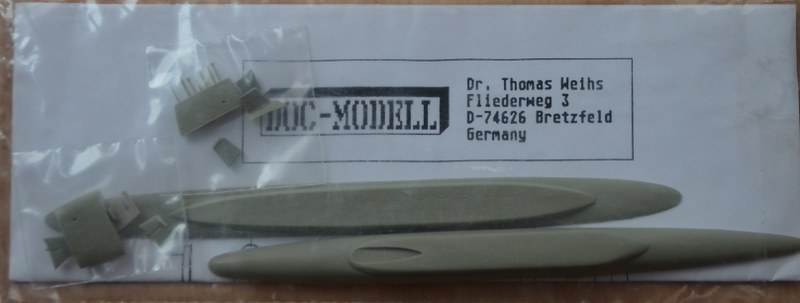 DOC-MODELL
Dr. Thomas Weihs
Fliederweg 3
D-74626 Bretzfeld
Germany